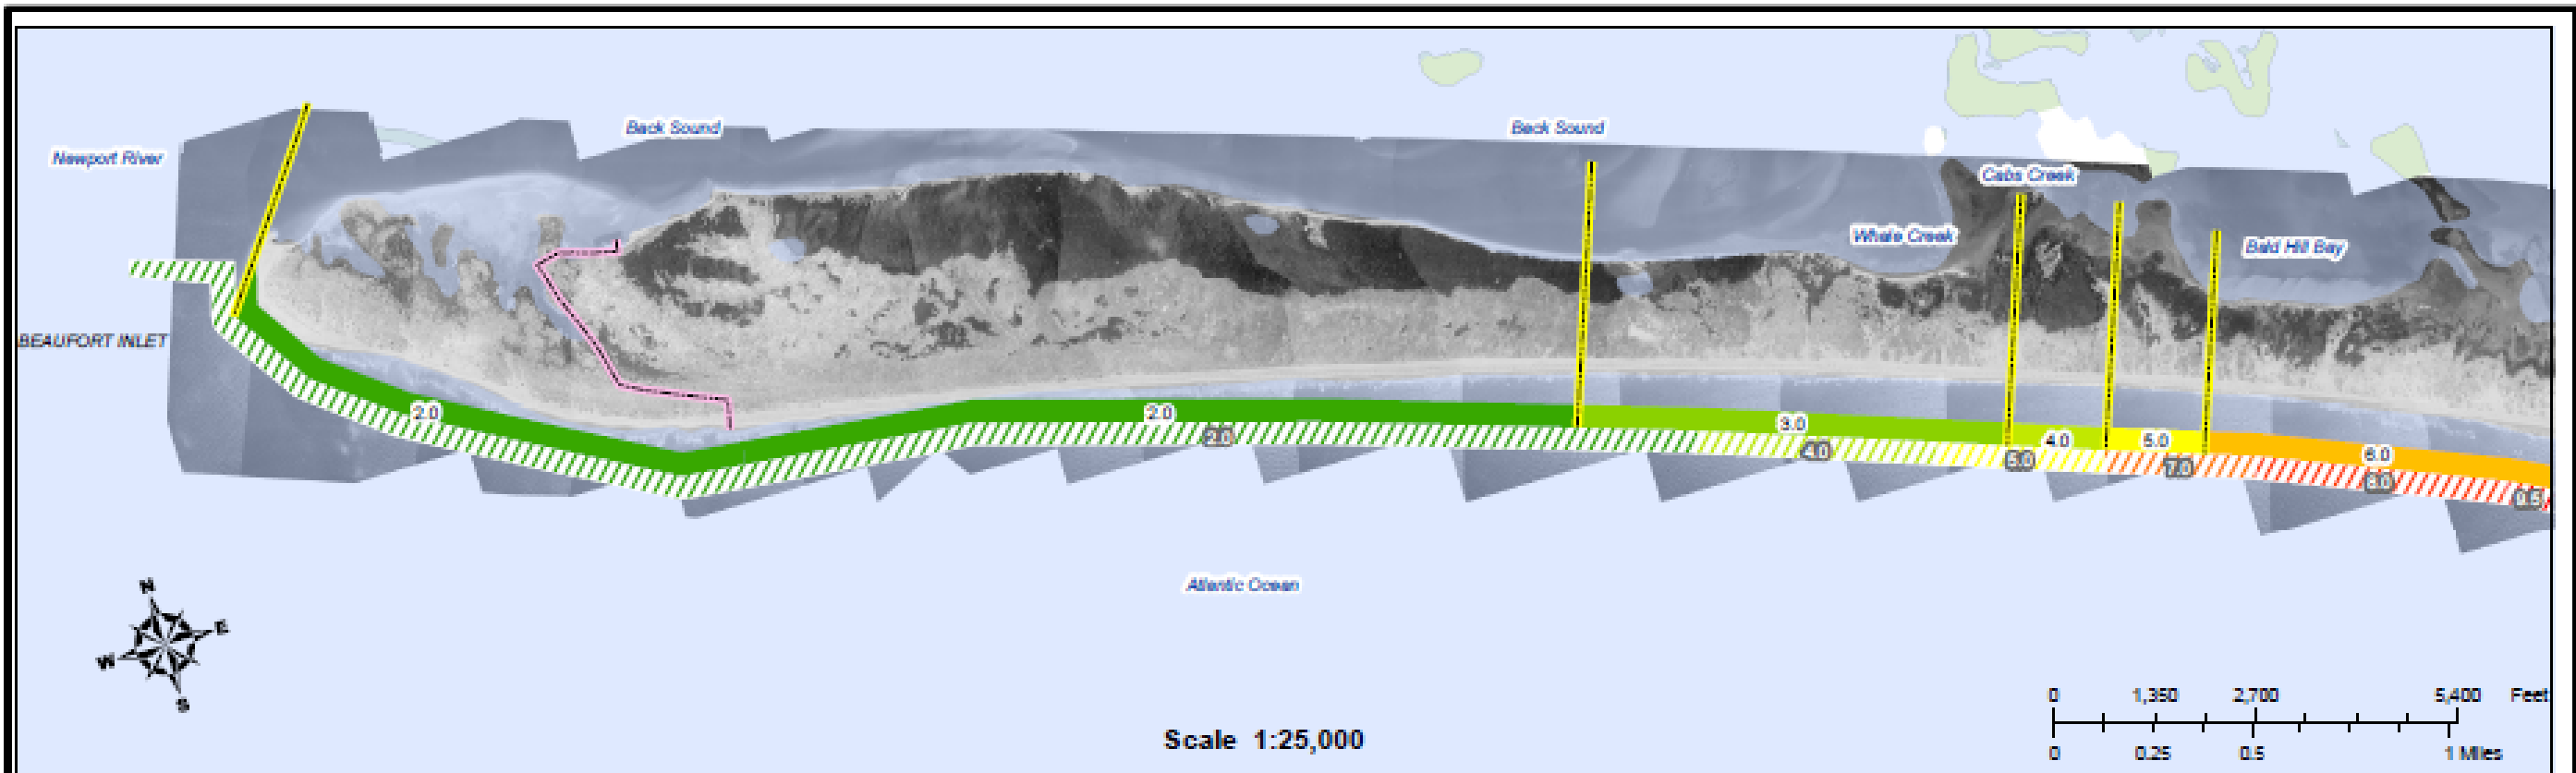 Back Sound
Back Sound
Newport River
Cabs Creek
Whale Creek
Bald Hill Bay
BEAUFORT INLET
2.0
2.0
2.0
3.0
4.0
4.0
5.0
5.0
7.0
6.0
8.0
9.5
Atlantic Ocean
N
E
W
S
0 1,350 2,700 5,400 Feet
Scale 1:25,000
0 0.25 0.5 1 Miles